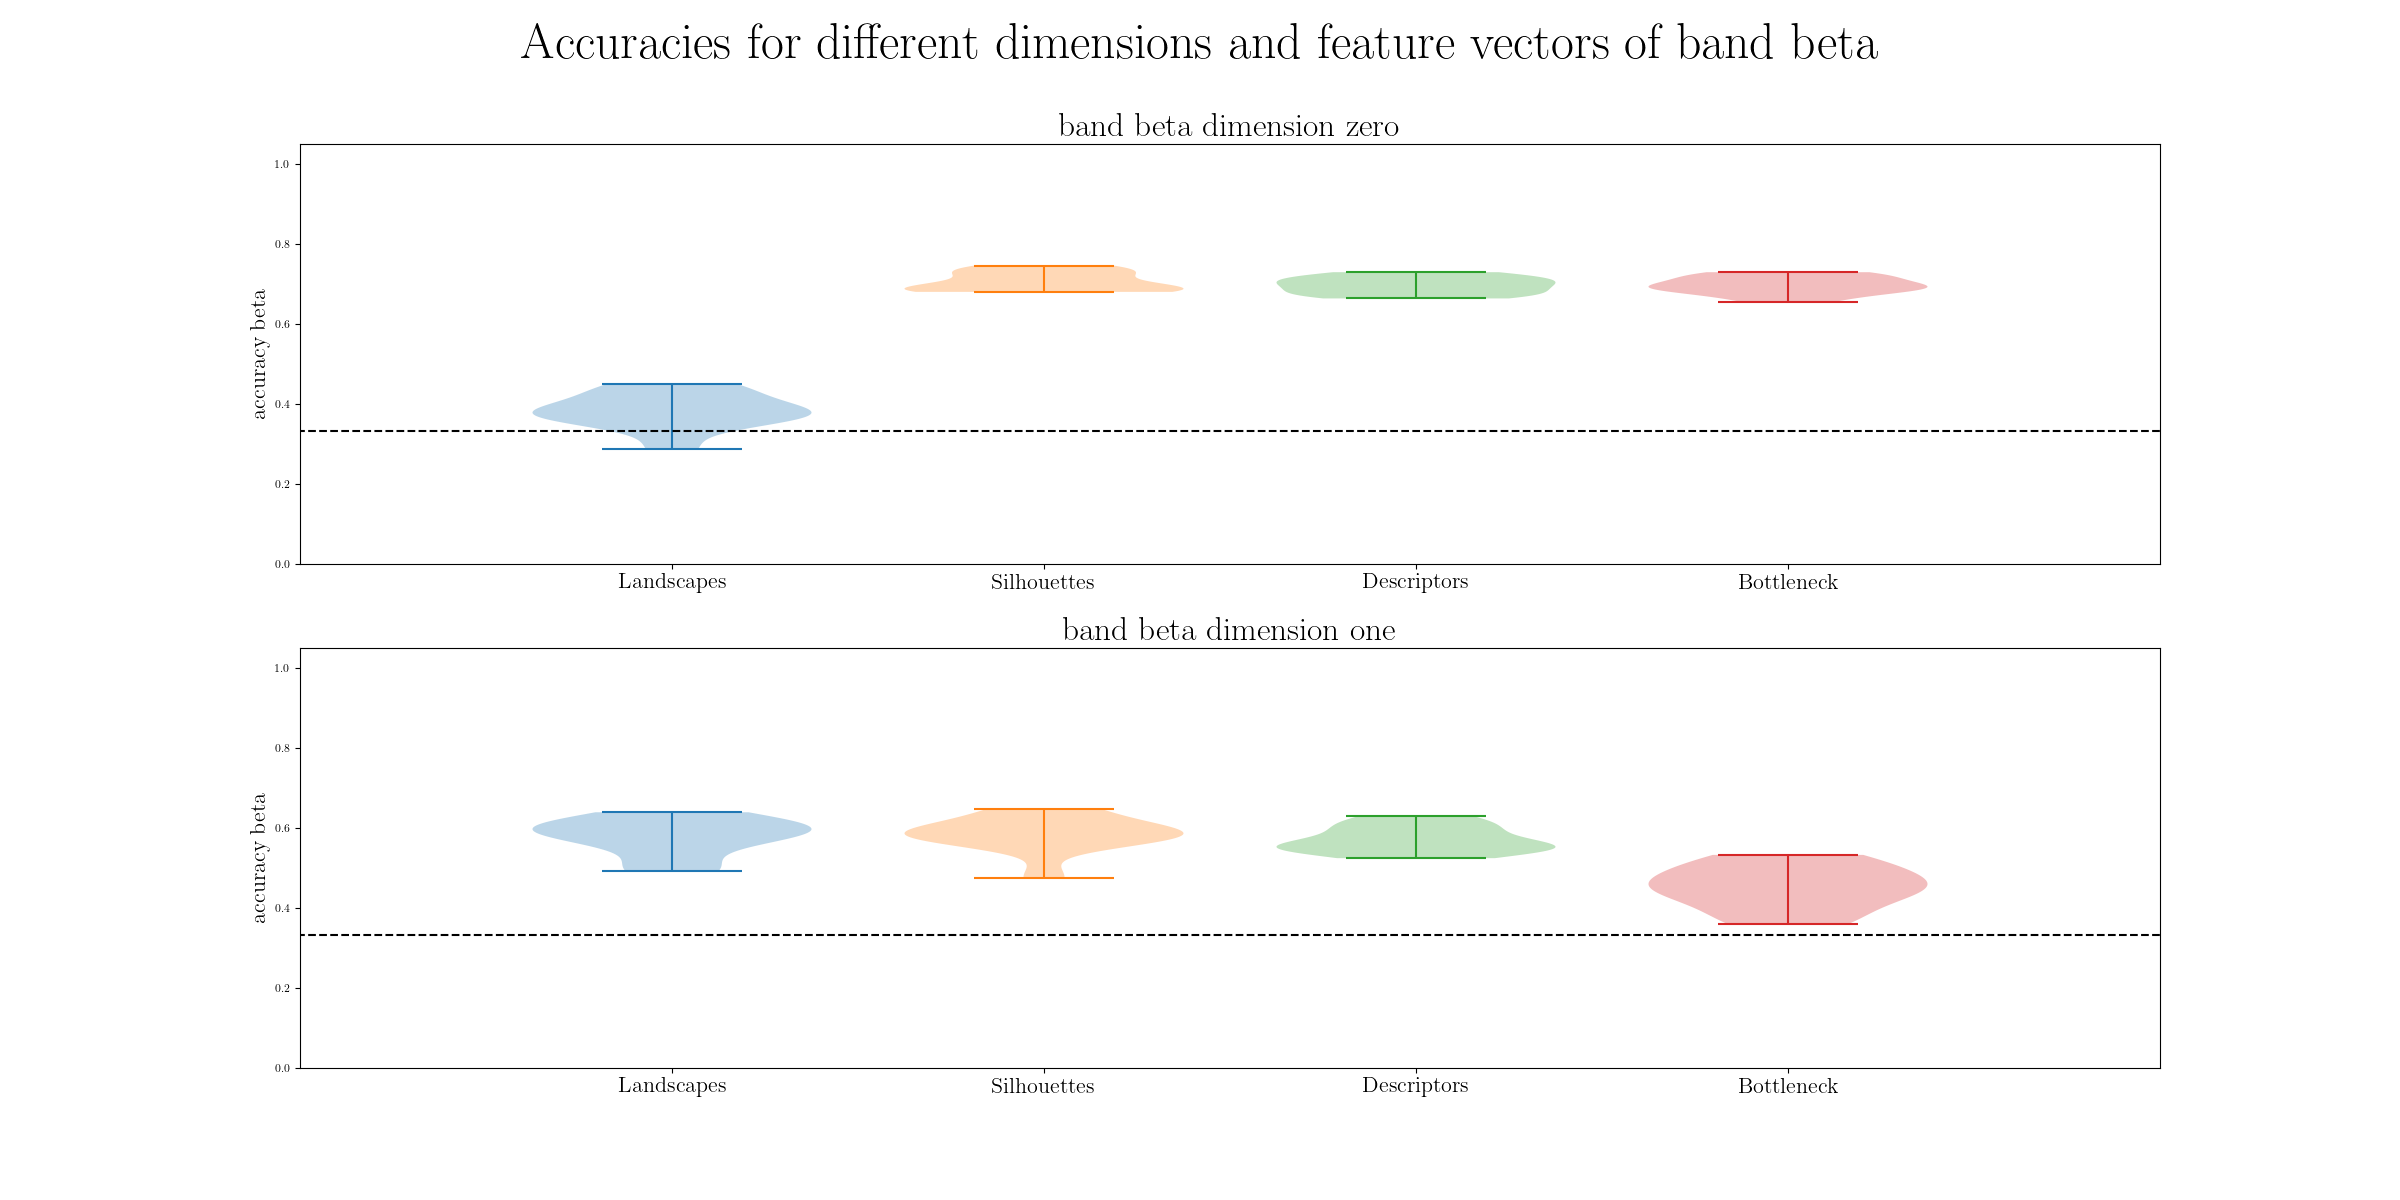 Accuracies for different dimensions and feature vectors of band beta
band beta dimension zero
1.0
0.8
0.6
0.4
0.2
0.0
accuracy beta
Landscapes Silhouettes Descriptors Bottleneck
band beta dimension one
1.0
0.8
0.6
0.4
0.2
0.0
accuracy beta
Landscapes Silhouettes Descriptors Bottleneck